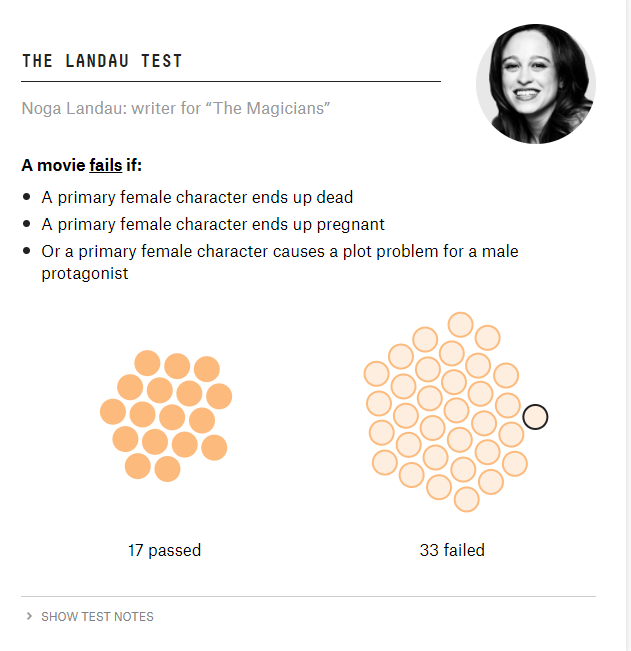 THE LANDAU TEST
Noga Landau: writer for “The Magicians”
A movie fails if:
A primary female character ends up dead
A primary female character ends up pregnant
Or a primary female character causes a plot problem for a male
protagonist
17 passed
33 failed
SHOW TEST NOTES